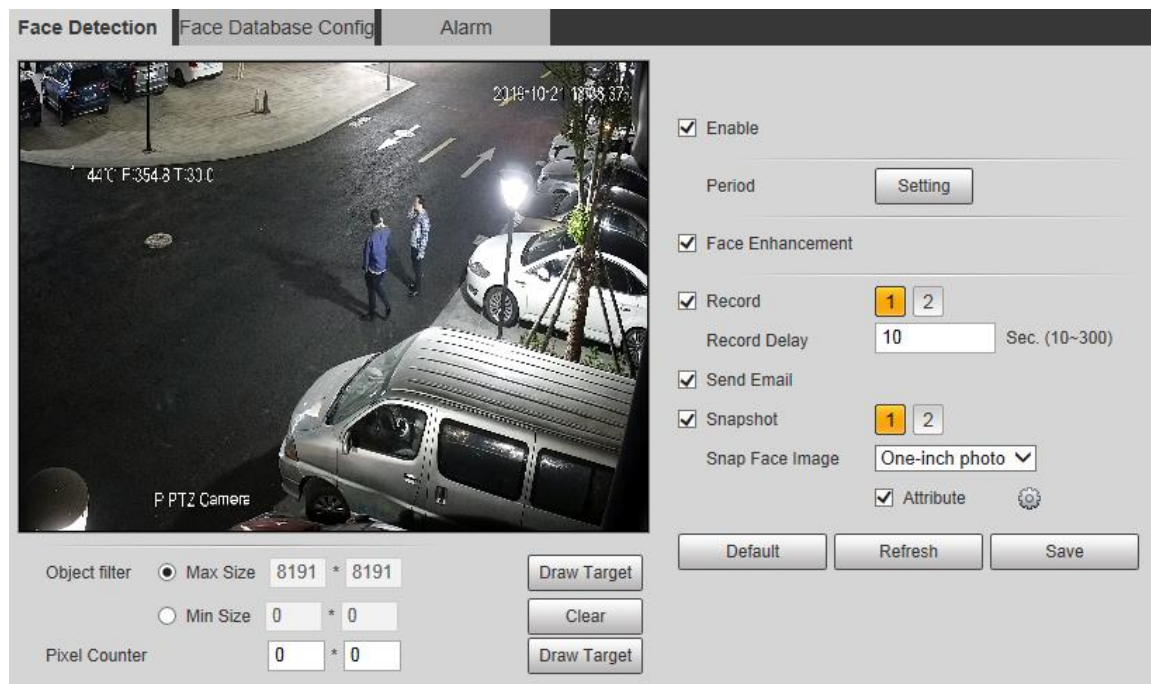 Face Detection Face Database Config Alarm
44℃ P:354.8 T:30.0
P PTZ Camera
Enable
Period Setting
Face Enhancement
Record 1 2
Record Delay 10 Sec. (10~300)
Send Email
Snapshot 1 2
Snap Face Image One-inch photo
Attribute
Default Refresh Save
Object filter Max Size 8191 * 8191 Draw Target
Min Size 0 * 0 Clear
Pixel Counter 0 * 0 Draw Target